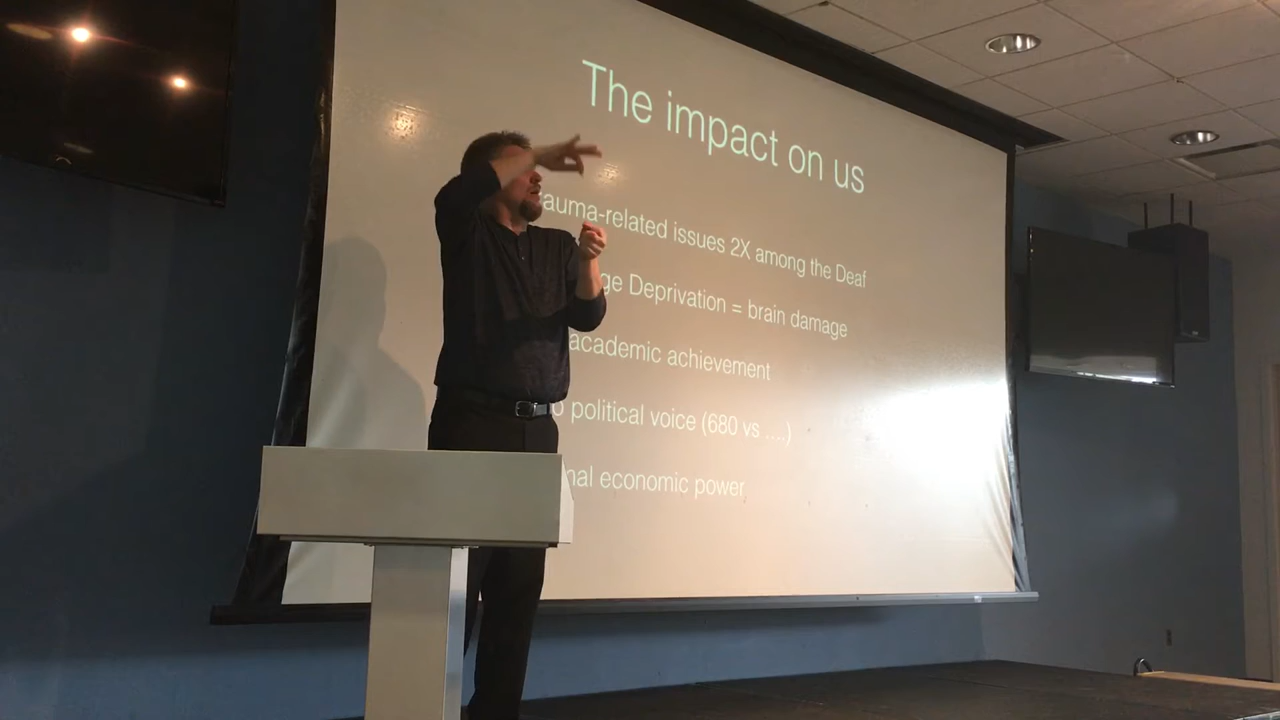 The impact on us
auma-related issues 2X among the Deaf
ge Deprivation = brain damage
academic achievement
political voice (680 vs ....)
nal economic power